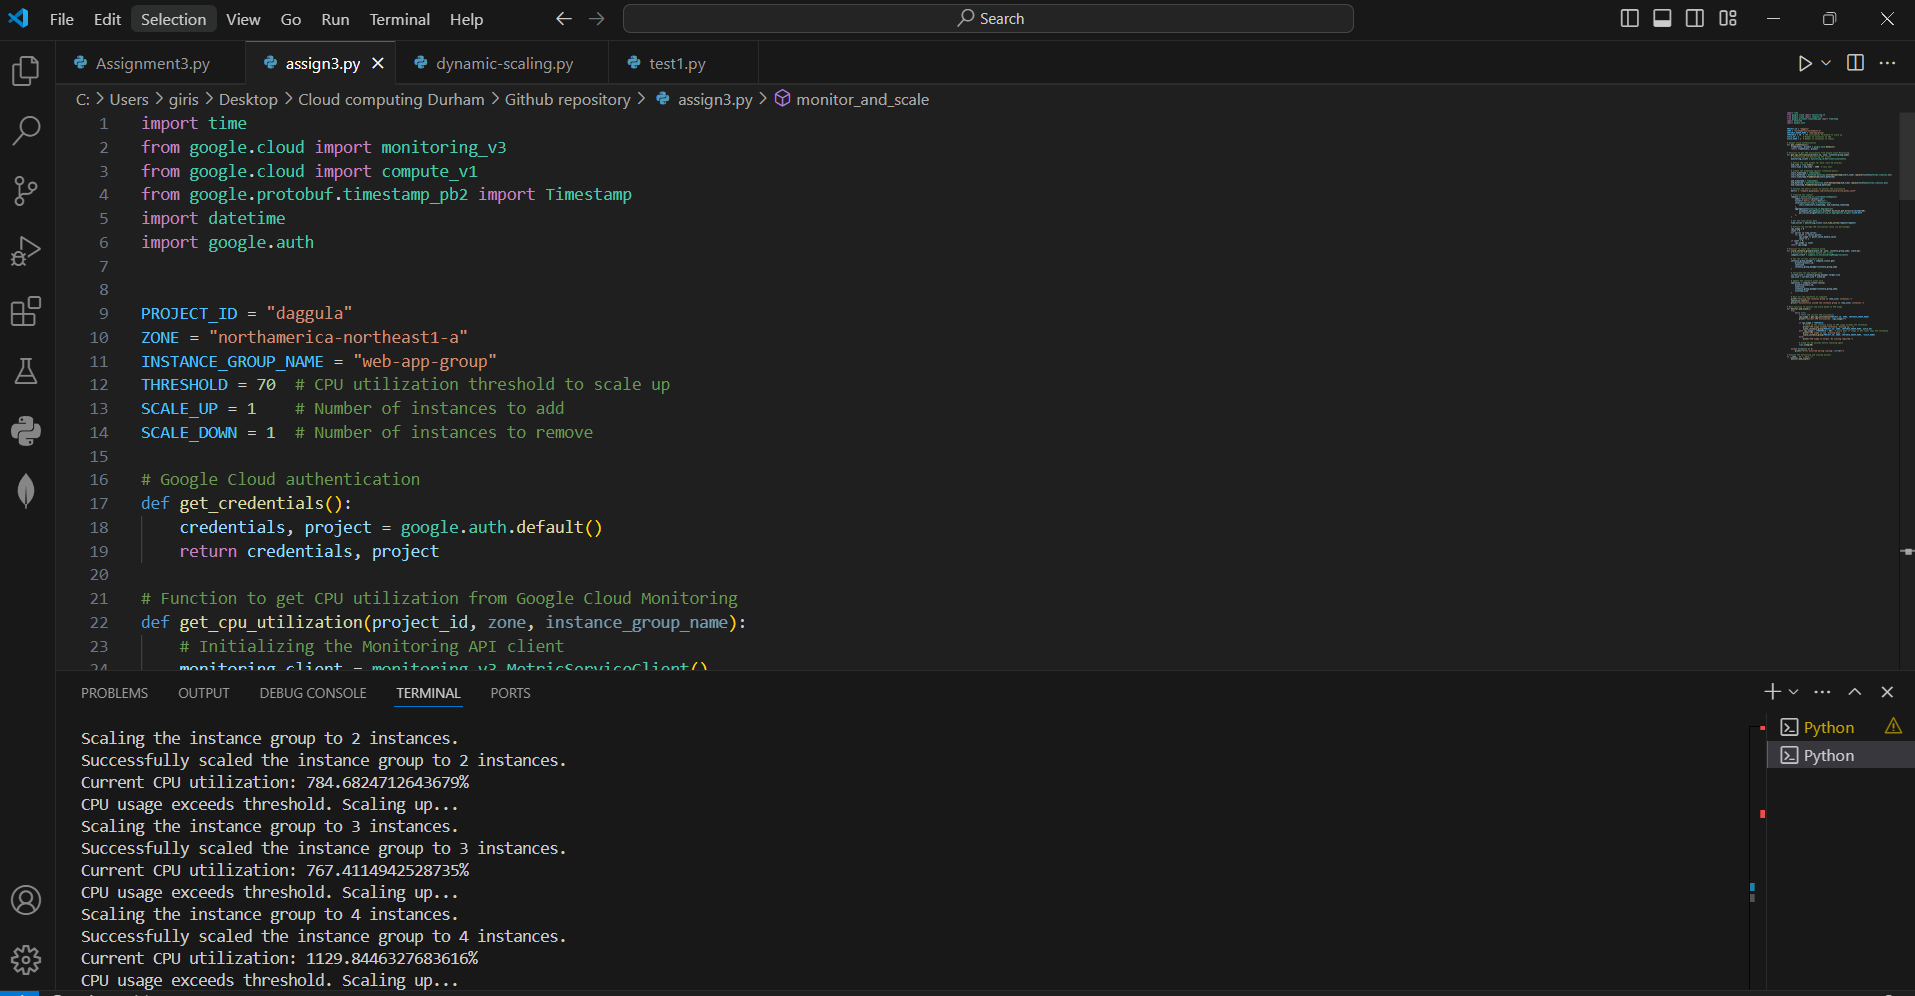 File Edit Selection View Go Run Terminal Help Search
Assignment3.py assign3.py dynamic-scaling.py test1.py
C: > Users > giris > Desktop > Cloud computing Durham > Github repository > assign3.py > monitor_and_scale
1 import time
2 from google.cloud import monitoring_v3
3 from google.cloud import compute_v1
4 from google.protobuf.timestamp_pb2 import Timestamp
5 import datetime
6 import google.auth
7
8
9 PROJECT_ID = "daggula"
10 ZONE = "northamerica-northeast1-a"
11 INSTANCE_GROUP_NAME = "web-app-group"
12 THRESHOLD = 70  # CPU utilization threshold to scale up
13 SCALE_UP = 1    # Number of instances to add
14 SCALE_DOWN = 1  # Number of instances to remove
15
16 # Google Cloud authentication
17 def get_credentials():
18     credentials, project = google.auth.default()
19     return credentials, project
20
21 # Function to get CPU utilization from Google Cloud Monitoring
22 def get_cpu_utilization(project_id, zone, instance_group_name):
23     # Initializing the Monitoring API client
24     monitoring_client = monitoring_v3.MetricServiceClient()
PROBLEMS OUTPUT DEBUG CONSOLE TERMINAL PORTS
Python
Python
Scaling the instance group to 2 instances.
Successfully scaled the instance group to 2 instances.
Current CPU utilization: 784.6824712643679%
CPU usage exceeds threshold. Scaling up...
Scaling the instance group to 3 instances.
Successfully scaled the instance group to 3 instances.
Current CPU utilization: 767.4114942528735%
CPU usage exceeds threshold. Scaling up...
Scaling the instance group to 4 instances.
Successfully scaled the instance group to 4 instances.
Current CPU utilization: 1129.8446327683616%
CPU usage exceeds threshold. Scaling up...